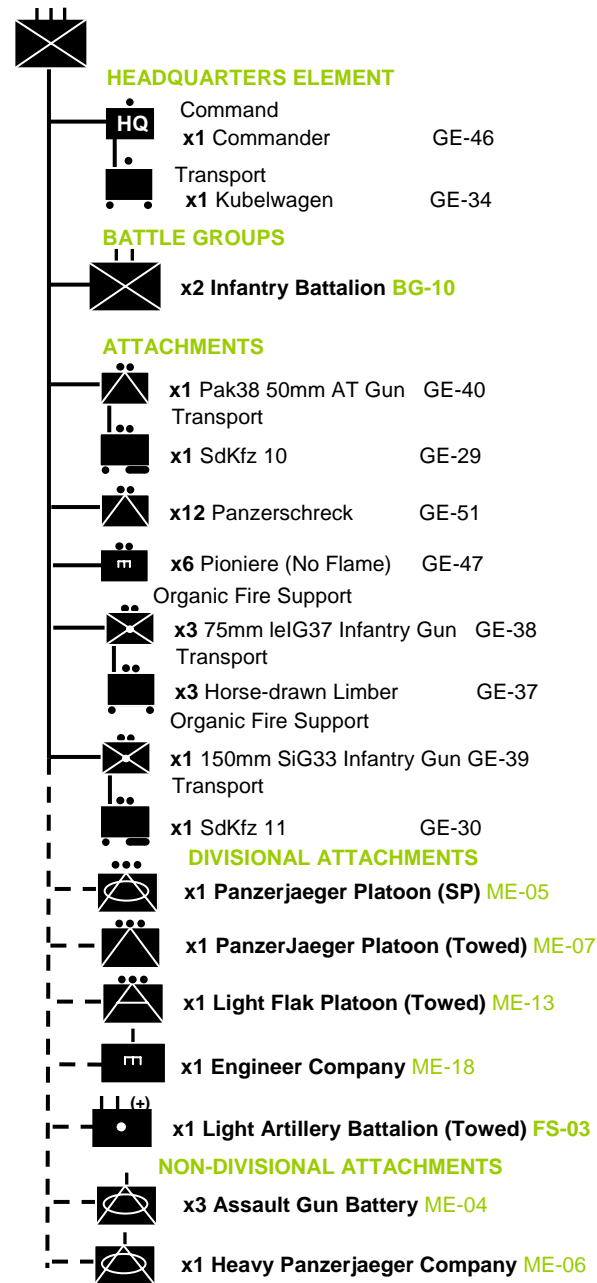 HEADQUARTERS ELEMENT
Command
HQ
x1 Commander GE-46
Transport
x1 Kubelwagen GE-34
BATTLE GROUPS
x2 Infantry Battalion BG-10
ATTACHMENTS
x1 Pak38 50mm AT Gun GE-40
Transport
x1 SdKfz 10 GE-29
x12 Panzerschreck GE-51
x6 Pioniere (No Flame) GE-47
Organic Fire Support
x3 75mm leIG37 Infantry Gun GE-38
Transport
x3 Horse-drawn Limber GE-37
Organic Fire Support
x1 150mm SiG33 Infantry Gun GE-39
Transport
x1 SdKfz 11 GE-30
DIVISIONAL ATTACHMENTS
x1 Panzerjaeger Platoon (SP) ME-05
x1 PanzerJaeger Platoon (Towed) ME-07
x1 Light Flak Platoon (Towed) ME-13
x1 Engineer Company ME-18
(+)
x1 Light Artillery Battalion (Towed) FS-03
NON-DIVISIONAL ATTACHMENTS
x3 Assault Gun Battery ME-04
x1 Heavy Panzerjaeger Company ME-06